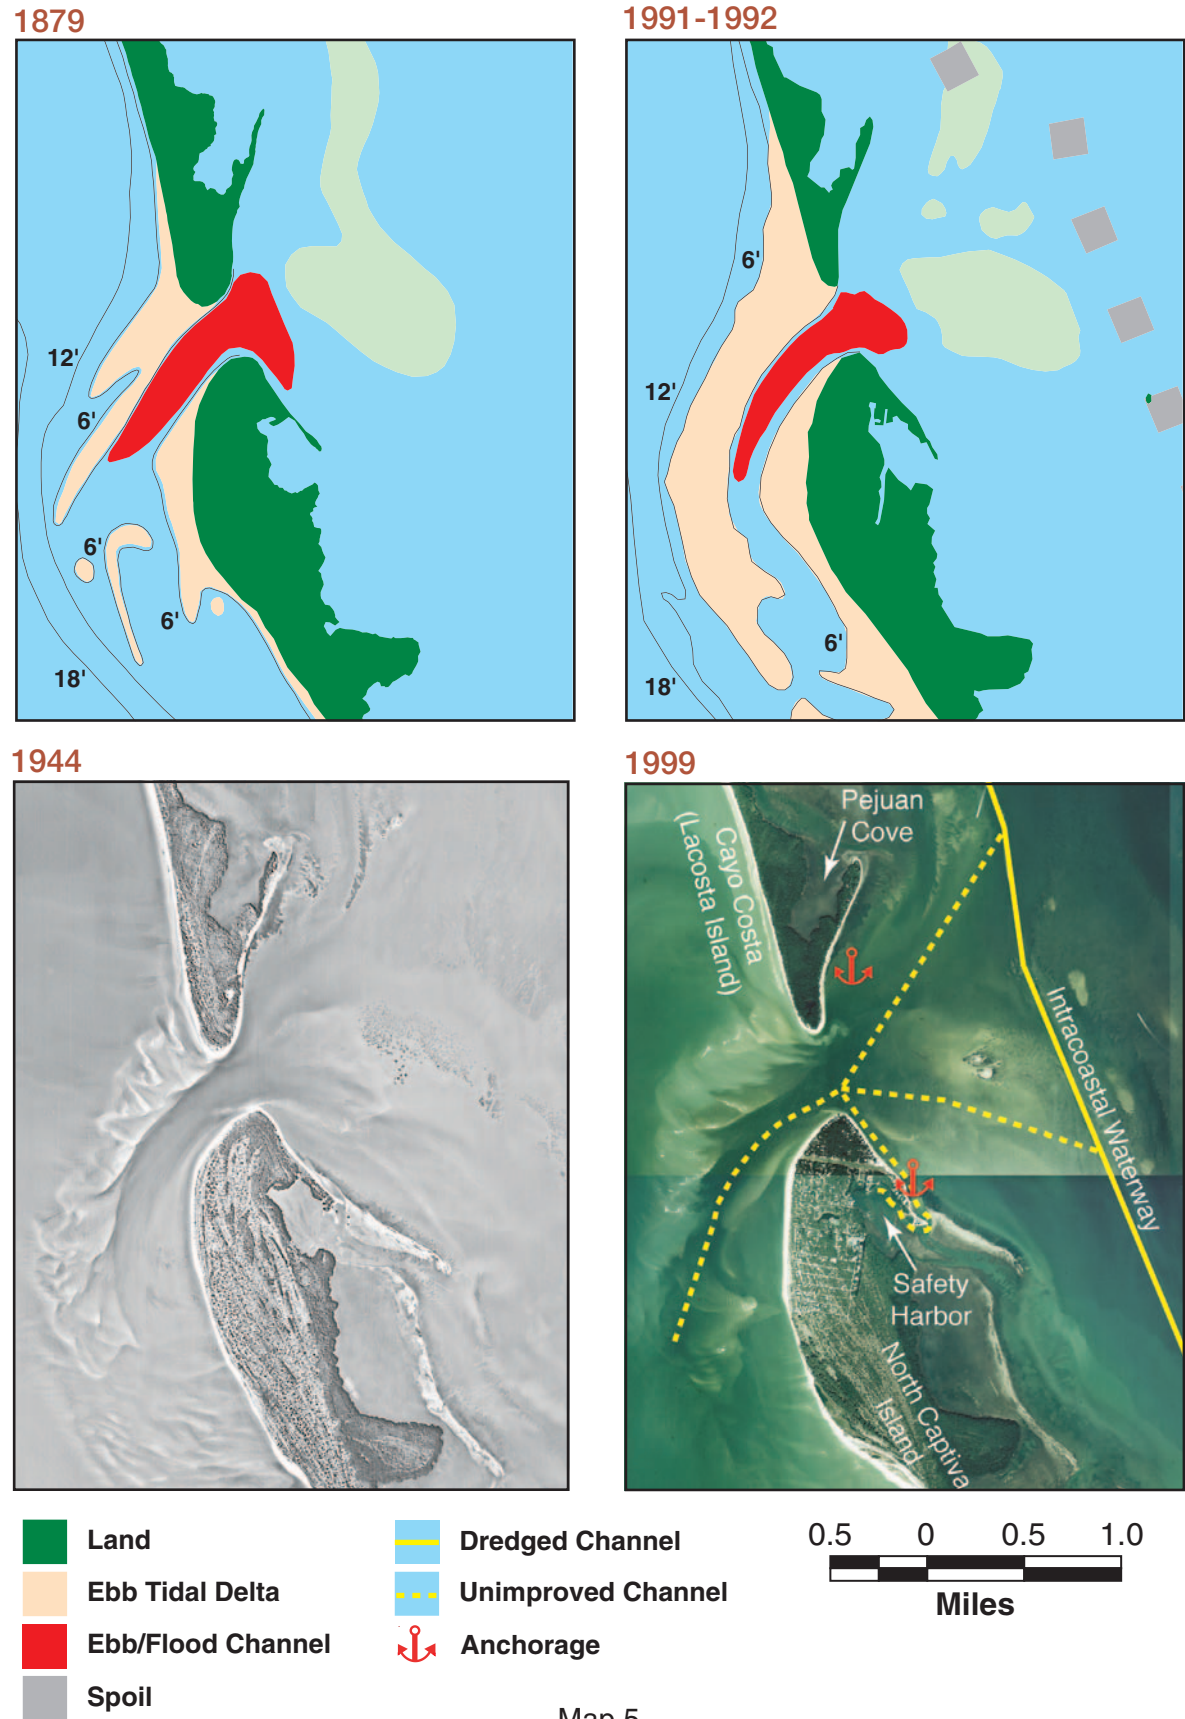 1879
1991-1992
12'
6'
6'
6'
18'
6'
12'
6'
18'
1944
1999
Pejuan
Cove
Cayo Costa
(Lacosta Island)
Intracoastal Waterway
Safety
Harbor
North Captiva
Island
Land
Ebb Tidal Delta
Ebb/Flood Channel
Spoil
Dredged Channel
Unimproved Channel
Anchorage
0.5 0 0.5 1.0
Miles
Map 5